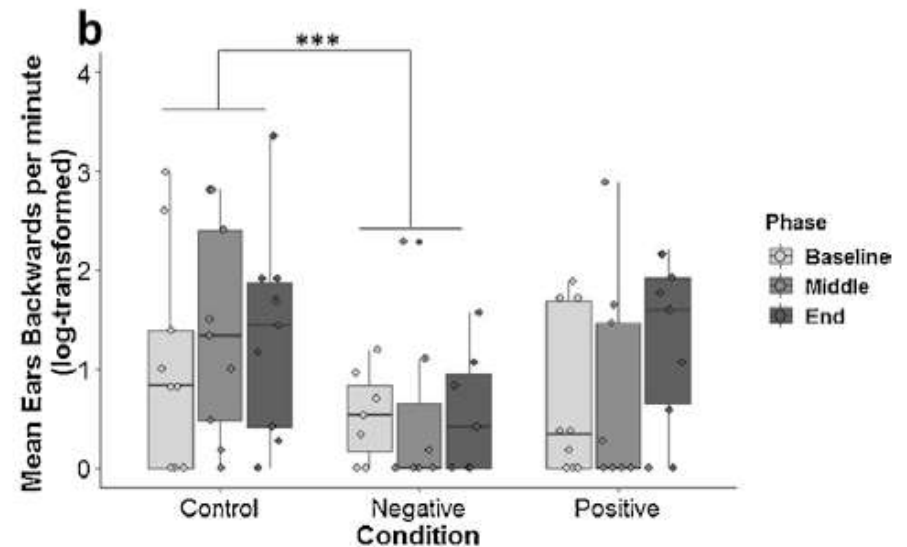 b
***
Mean Ears Backwards per minute
(log-transformed)
4
3
2
1
0
Control
Negative
Positive
Condition
Phase
Baseline
Middle
End